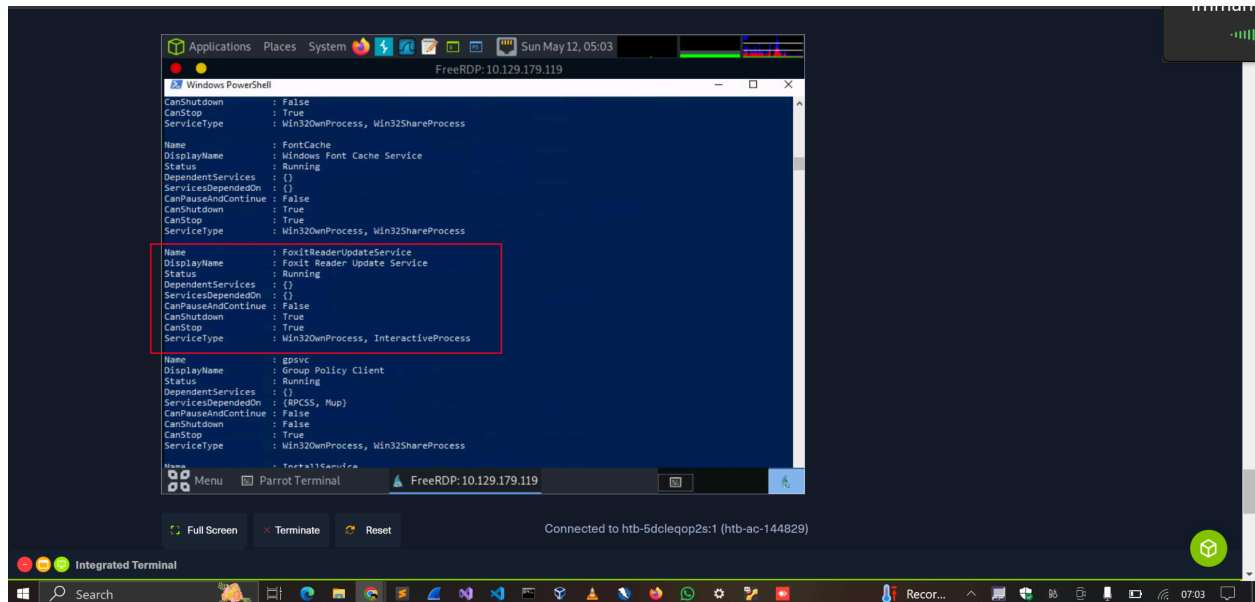 Applications Places System Sun May 12, 05:03
FreeRDP: 10.129.179.119
Windows PowerShell
CanShutdown : False
CanStop : True
ServiceType : Win32OwnProcess, Win32ShareProcess
Name : FontCache
DisplayName : Windows Font Cache Service
Status : Running
DependentServices : {}
ServicesDependedOn : {}
CanPauseAndContinue : False
CanShutdown : True
CanStop : True
ServiceType : Win32OwnProcess, Win32ShareProcess
Name : FoxitReaderUpdateService
DisplayName : Foxit Reader Update Service
Status : Running
DependentServices : {}
ServicesDependedOn : {}
CanPauseAndContinue : False
CanShutdown : True
CanStop : True
ServiceType : Win32OwnProcess, InteractiveProcess
Name : gpsvc
DisplayName : Group Policy Client
Status : Running
DependentServices : {}
ServicesDependedOn : {RPCSS, Mup}
CanPauseAndContinue : False
CanShutdown : False
CanStop : True
ServiceType : Win32OwnProcess, Win32ShareProcess
Name : InstallService
Menu Parrot Terminal FreeRDP: 10.129.179.119
Full Screen Terminate Reset Connected to htb-5dcleqop2s:1 (htb-ac-144829)
Integrated Terminal
Search Recor... 07:03